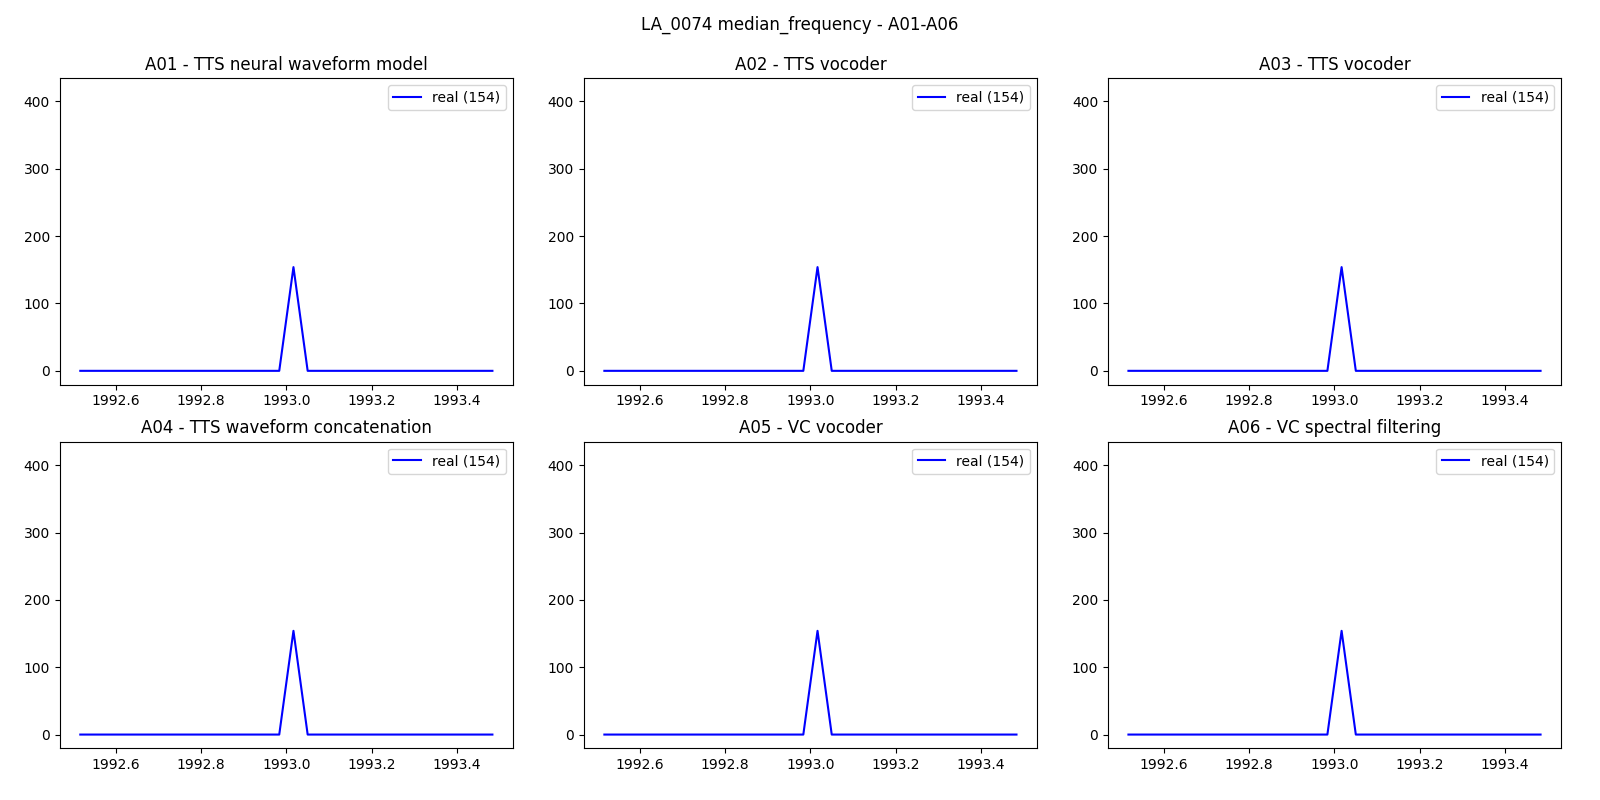 LA_0074 median_frequency - A01-A06
A01 - TTS neural waveform model
A02 - TTS vocoder
A03 - TTS vocoder
real (154)
real (154)
real (154)
400
300
200
100
0
400
300
200
100
0
400
300
200
100
0
1992.6 1992.8 1993.0 1993.2 1993.4
1992.6 1992.8 1993.0 1993.2 1993.4
1992.6 1992.8 1993.0 1993.2 1993.4
A04 - TTS waveform concatenation
A05 - VC vocoder
A06 - VC spectral filtering
real (154)
real (154)
real (154)
400
300
200
100
0
400
300
200
100
0
400
300
200
100
0
1992.6 1992.8 1993.0 1993.2 1993.4
1992.6 1992.8 1993.0 1993.2 1993.4
1992.6 1992.8 1993.0 1993.2 1993.4